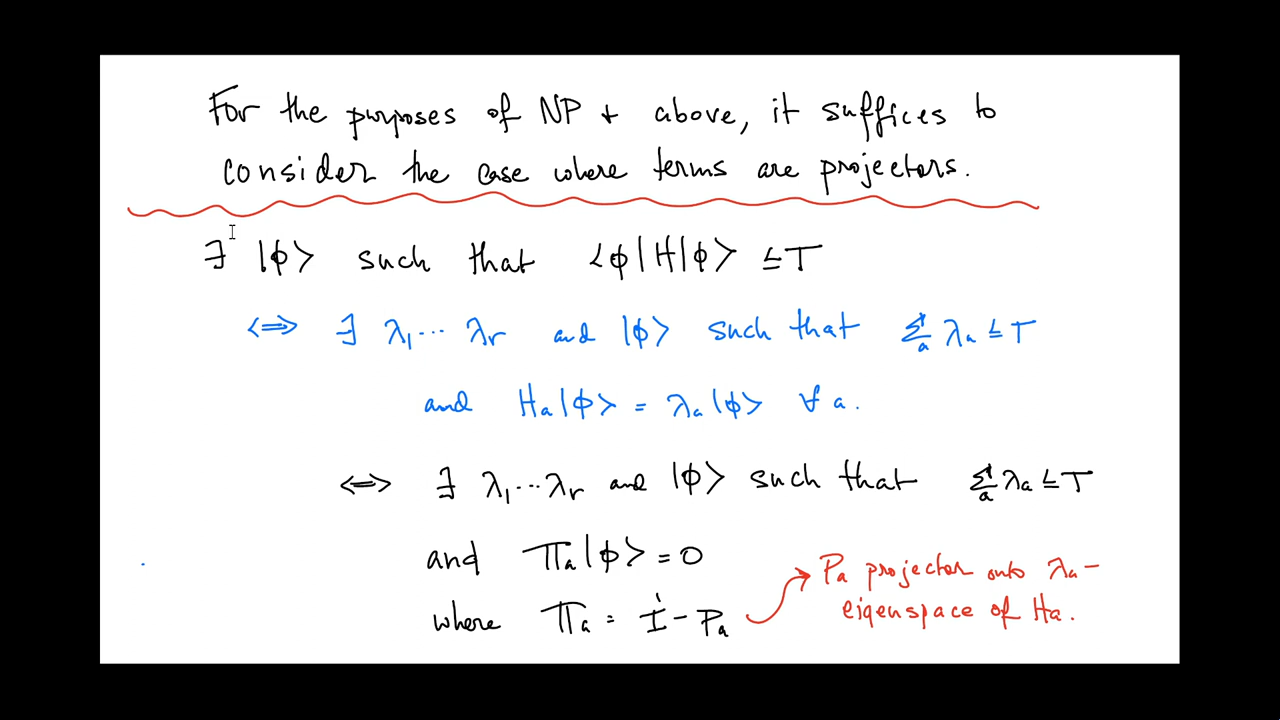 For the purposes of NP + above, it suffices to
consider the case where terms are projectors.
∃ |ϕ> such that <ϕ|H|ϕ> ≤ T
<=> ∃ λ₁ ··· λᵣ and |ϕ> such that Σₐ λₐ ≤ T
and Hₐ|ϕ> = λₐ|ϕ> ∀ a.
<=> ∃ λ₁ ··· λᵣ and |ϕ> such that Σₐ λₐ ≤ T
and Πₐ|ϕ> = 0
where Πₐ = I - Pₐ
Pₐ projector onto λₐ-
eigenspace of Hₐ.